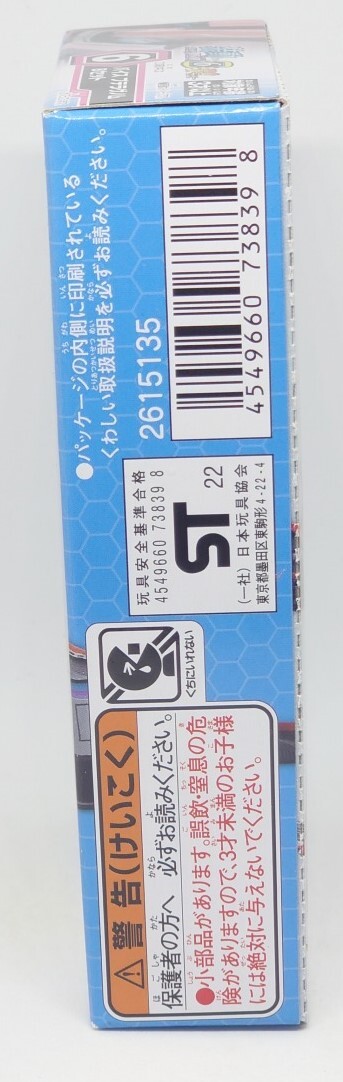 ●パッケージの内側に印刷されている
くわしい取扱説明を必ずお読みください。
2615135
4549660 738398
玩具安全基準合格
4549660 738398
ST
22
(一社)日本玩具協会
東京都墨田区東駒形4-22-4
くちにいれない
警告(けいこく)
保護者の方へ 必ずお読みください。
●小部品があります。誤飲・窒息の危
険がありますので、3才未満のお子様
には絶対に与えないでください。